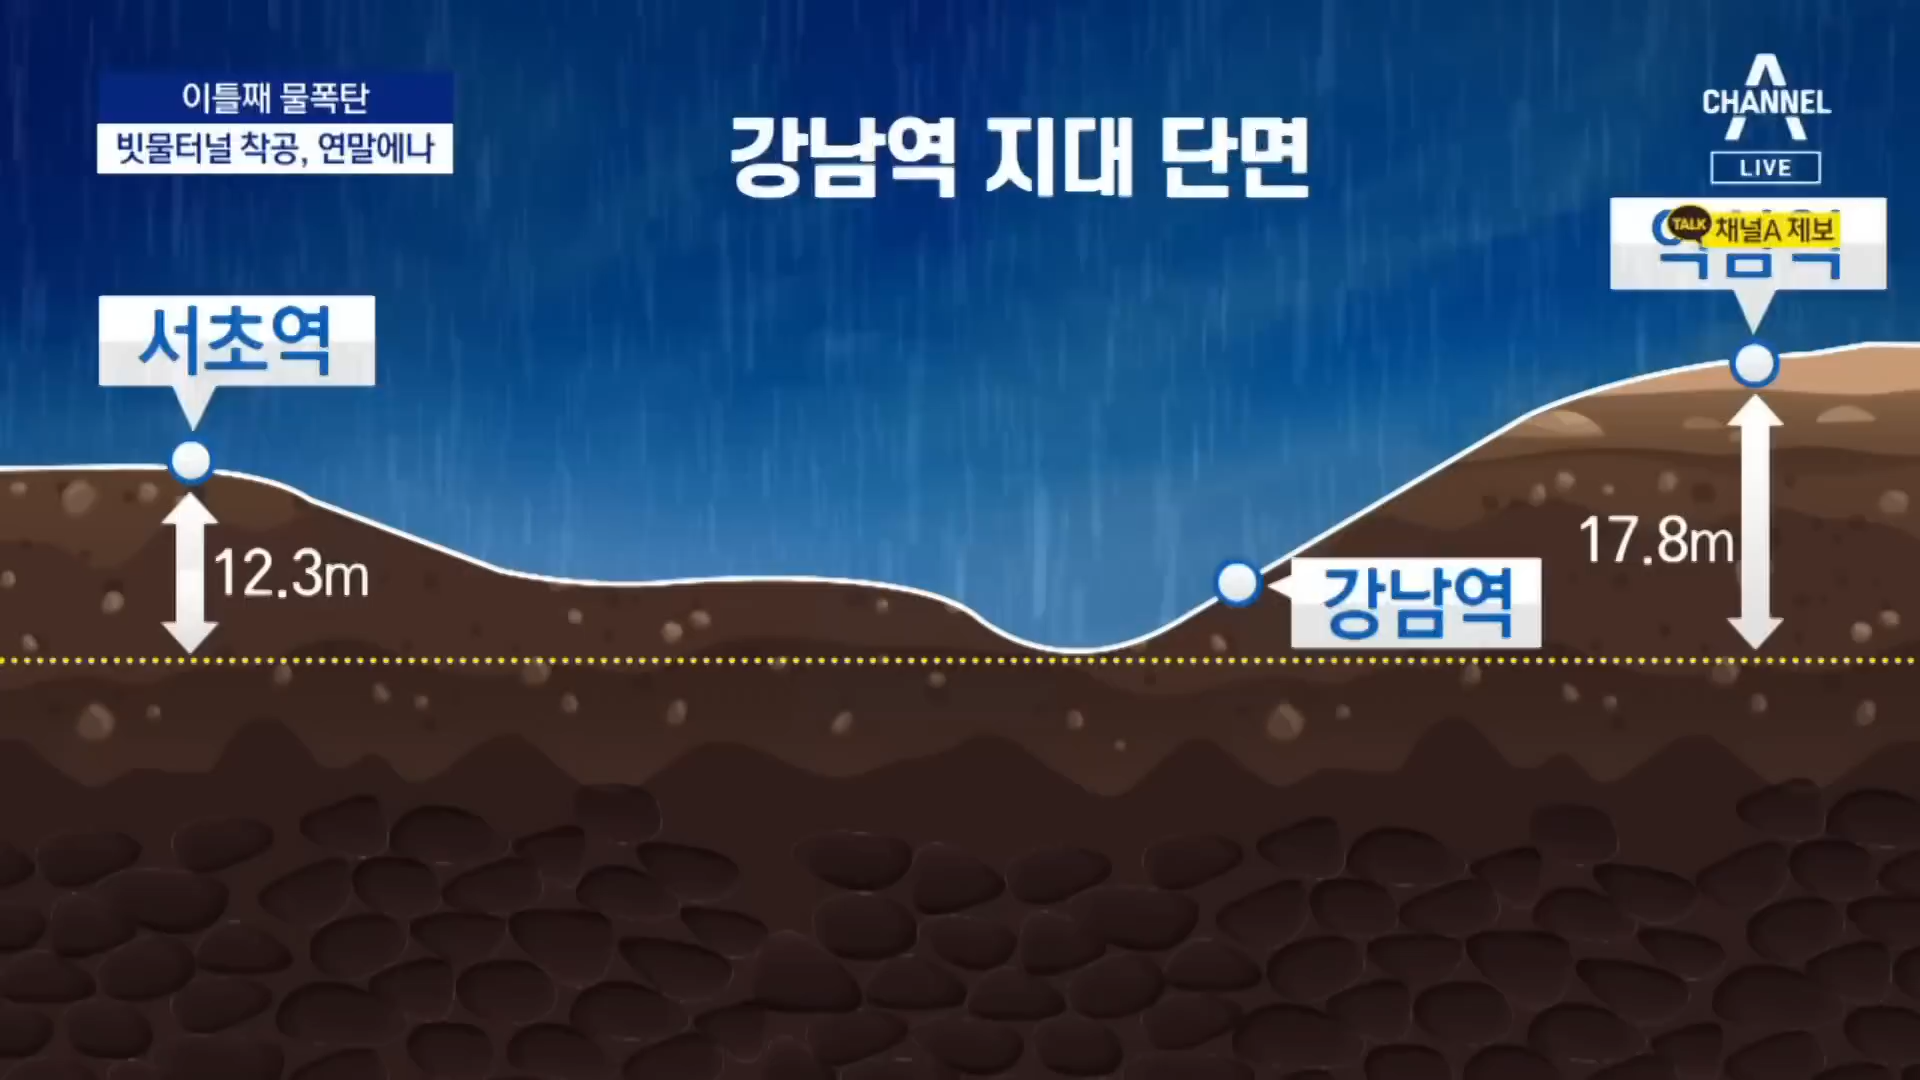 이틀째 물폭탄
빗물터널 착공, 연말에나
강남역 지대 단면
CHANNEL A
LIVE
TALK 채널A 제보
서초역
12.3m
강남역
17.8m